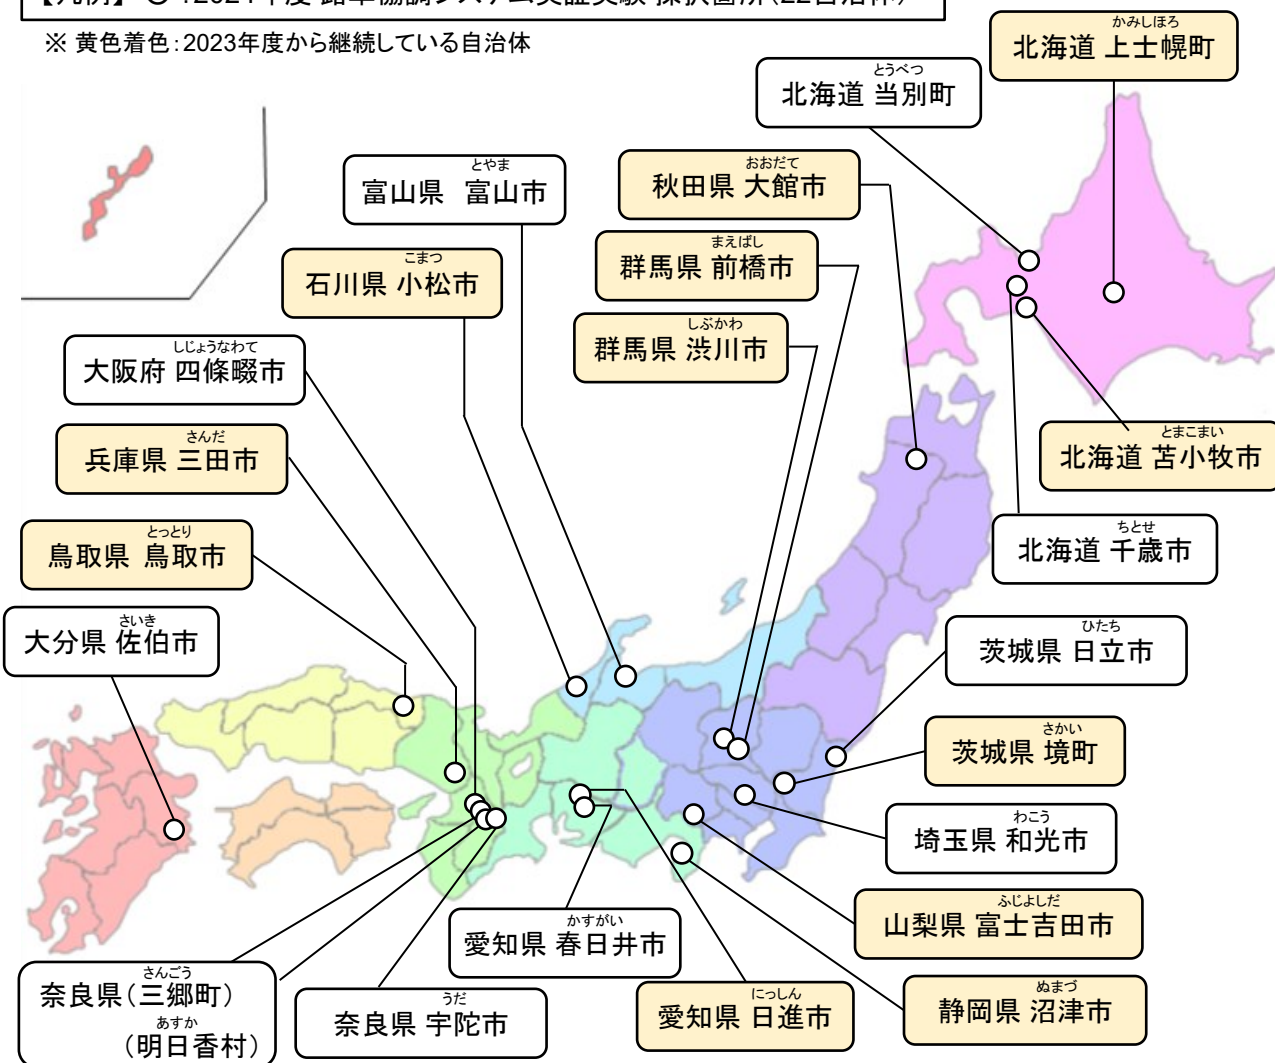 ※ 黄色着色：2023年度から継続している自治体
かみしほろ
北海道 上士幌町
とうべつ
北海道 当別町
おおだて
秋田県 大館市
とやま
富山県 富山市
まえばし
群馬県 前橋市
こまつ
石川県 小松市
しぶかわ
群馬県 渋川市
しじょうなわて
大阪府 四條畷市
さんだ
兵庫県 三田市
とまこまい
北海道 苫小牧市
とっとり
鳥取県 鳥取市
ちとせ
北海道 千歳市
さいき
大分県 佐伯市
ひたち
茨城県 日立市
さかい
茨城県 境町
わこう
埼玉県 和光市
ふじよしだ
山梨県 富士吉田市
かすがい
愛知県 春日井市
さんごう
奈良県（三郷町）
あすか
（明日香村）
うだ
奈良県 宇陀市
にっしん
愛知県 日進市
ぬまづ
静岡県 沼津市